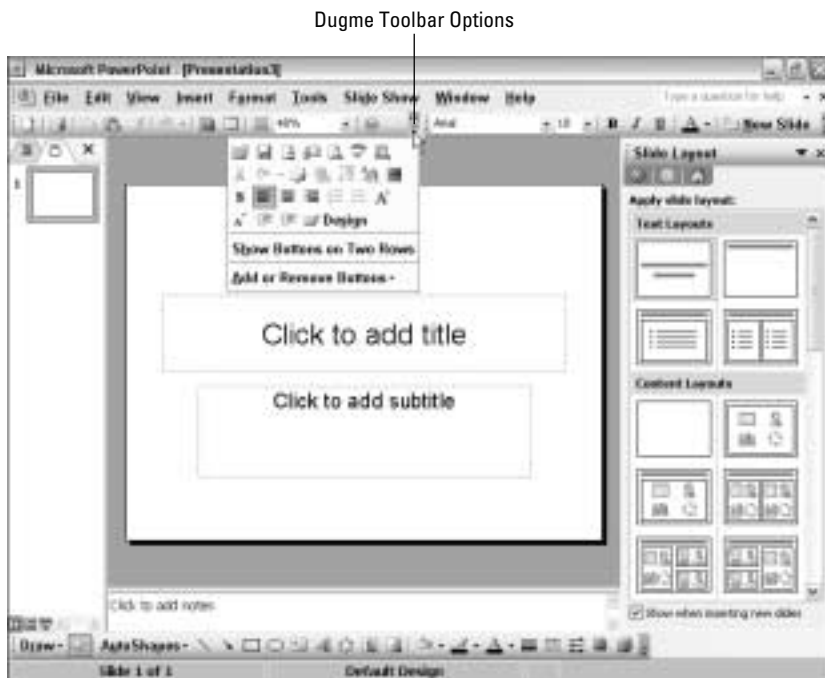 Dugme Toolbar Options
Microsoft PowerPoint - [Presentation3]
File Edit View Insert Format Tools Slide Show Window Help
Type a question for help
40% Arial 18 B I U A New Slide
Slide Layout
1
Apply slide layout:
Text Layouts
B A
A Design
Show Buttons on Two Rows
Add or Remove Buttons
Click to add title
Click to add subtitle
Content Layouts
Click to add notes
Show when inserting new slides
Draw AutoShapes A
Slide 1 of 1 Default Design